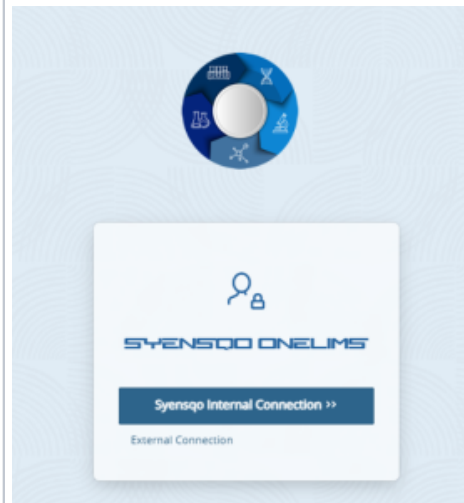 SYENSQO ONELIMS
Syensqo Internal Connection >>
External Connection